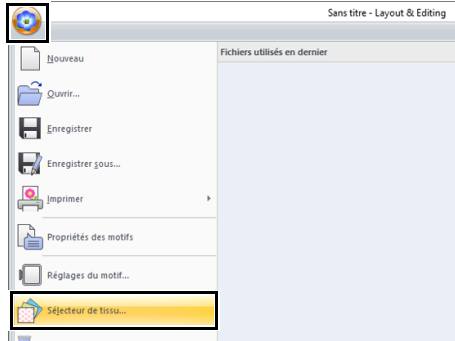 Sans titre - Layout & Editing
Nouveau
Fichiers utilisés en dernier
Ouvrir...
Enregistrer
Enregistrer sous...
Imprimer
Propriétés des motifs
Réglages du motif...
Sélecteur de tissu...